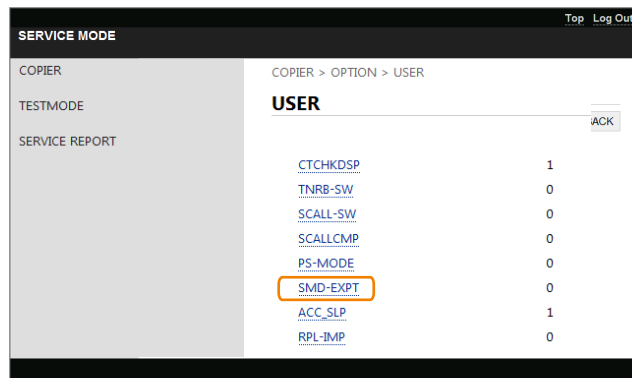 Top Log Out
SERVICE MODE
COPIER
COPIER > OPTION > USER
TESTMODE
USER
ACK
SERVICE REPORT
CTCHKDSP 1
TNRB-SW 0
SCALL-SW 0
SCALLCMP 0
PS-MODE 0
SMD-EXPT 0
ACC_SLP 1
RPL-IMP 0